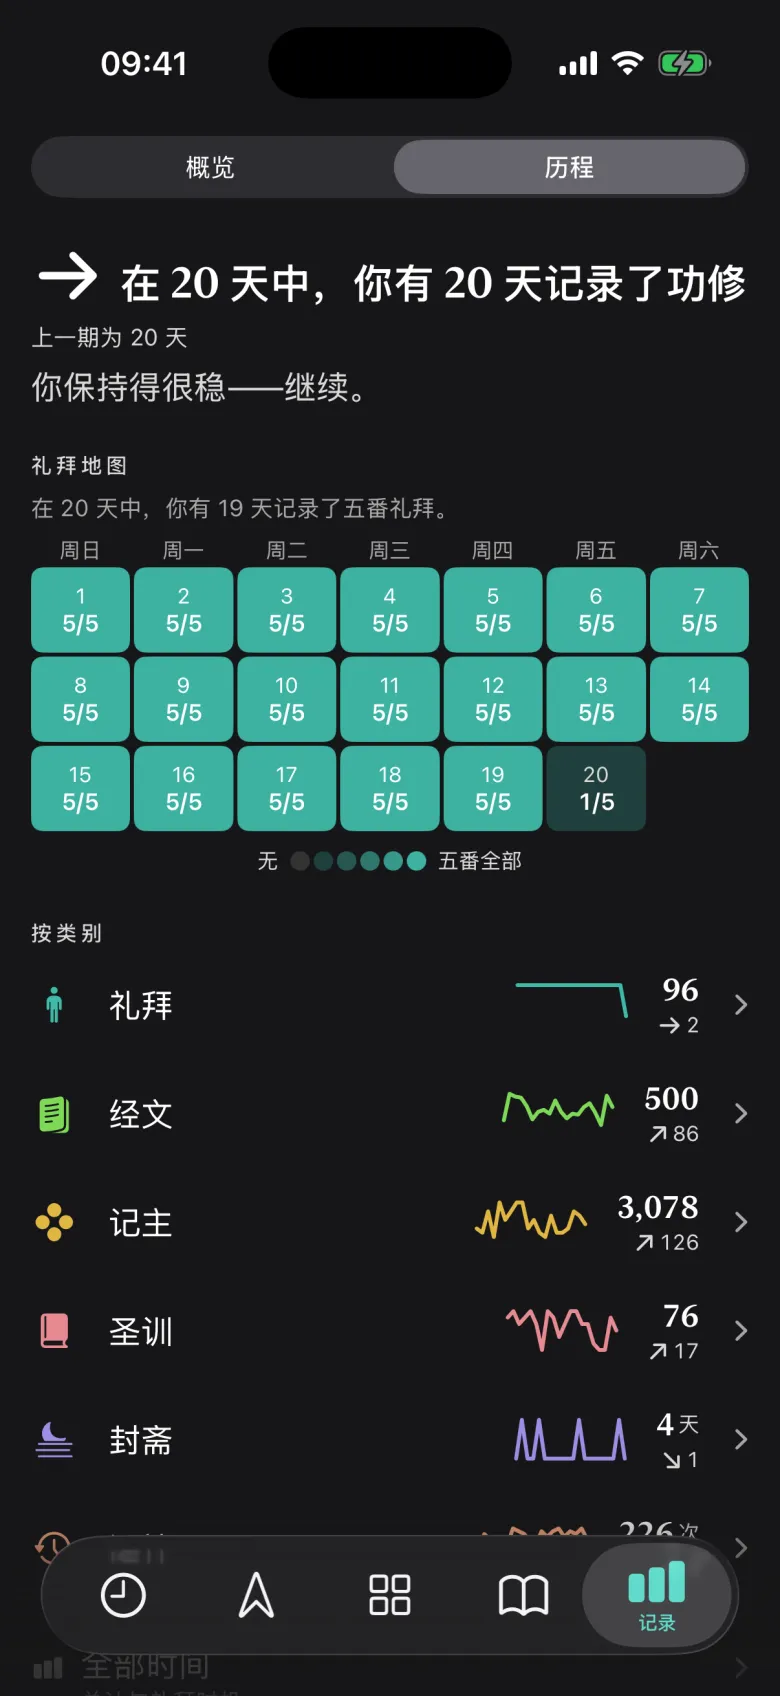 09:41
概览
历程
在 20 天中，你有 20 天记录了功修
上一期为 20 天
你保持得很稳——继续。
礼拜地图
在 20 天中，你有 19 天记录了五番礼拜。
周日 周一 周二 周三 周四 周五 周六
1 2 3 4 5 6 7
5/5 5/5 5/5 5/5 5/5 5/5 5/5
8 9 10 11 12 13 14
5/5 5/5 5/5 5/5 5/5 5/5 5/5
15 16 17 18 19 20
5/5 5/5 5/5 5/5 5/5 1/5
无 五番全部
按类别
礼拜 96
→ 2
经文 500
↗ 86
记主 3,078
↗ 126
圣训 76
↗ 17
封斋 4 天
↘ 1
226 次
记录
全部时间